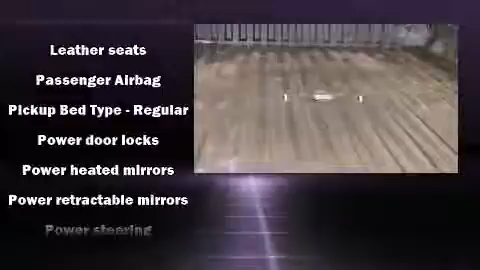 Leather seats
Passenger Airbag
Pickup Bed Type - Regular
Power door locks
Power heated mirrors
Power retractable mirrors
Power steering